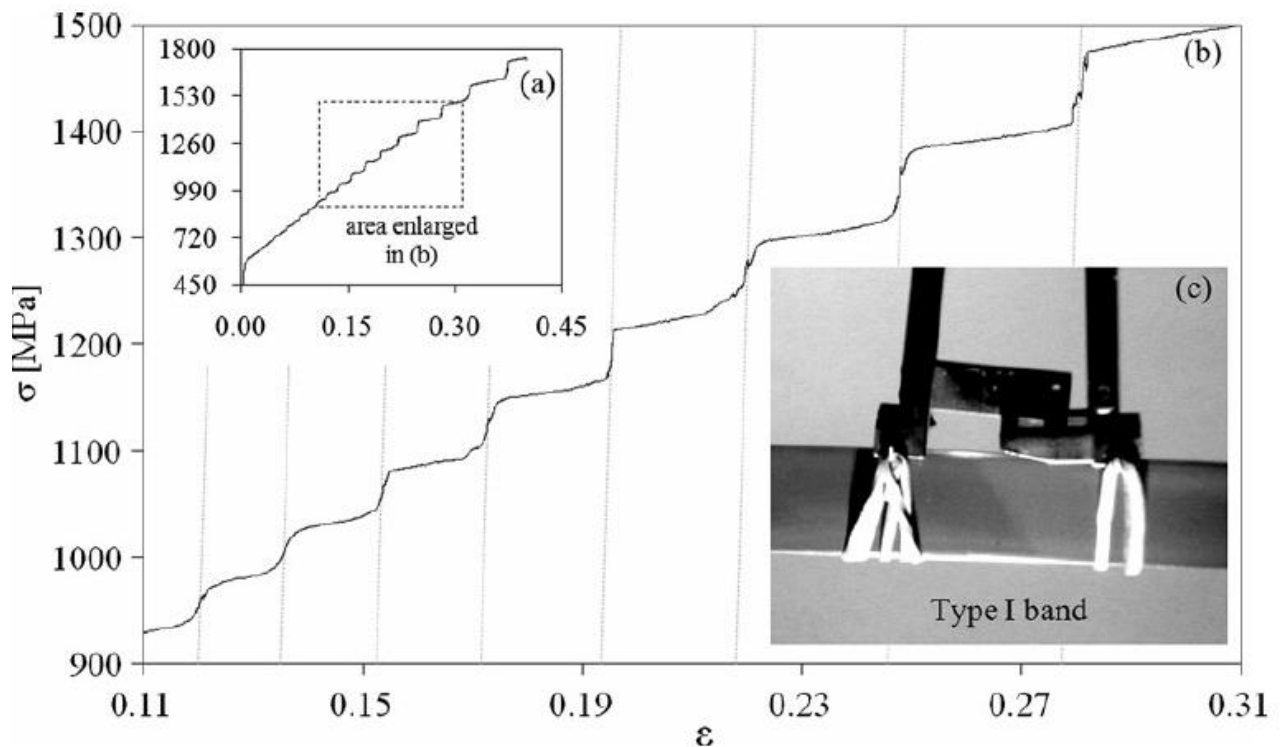 1500
1400
1300
1200
1100
1000
900
σ [MPa]
0.11
0.15
0.19
0.23
0.27
0.31
ε
(b)
1800
1530
1260
990
720
450
0.00
0.15
0.30
0.45
(a)
area enlarged
in (b)
(c)
Type I band